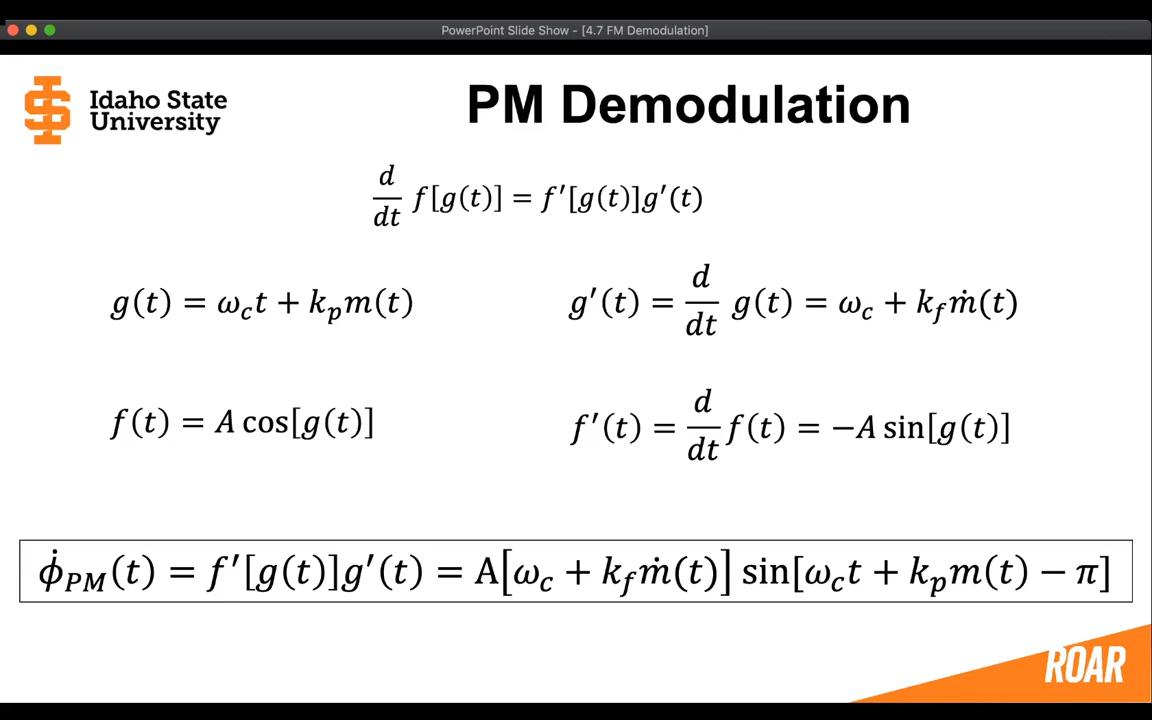 PowerPoint Slide Show - [4.7 FM Demodulation]
Idaho State
University
PM Demodulation
d/dt f[g(t)] = f′[g(t)]g′(t)
g(t) = ω_c t + k_p m(t)
g′(t) = d/dt g(t) = ω_c + k_f ṁ(t)
f(t) = A cos[g(t)]
f′(t) = d/dt f(t) = −A sin[g(t)]
ϕ̇_PM(t) = f′[g(t)]g′(t) = A[ω_c + k_f ṁ(t)] sin[ω_c t + k_p m(t) − π]
ROAR